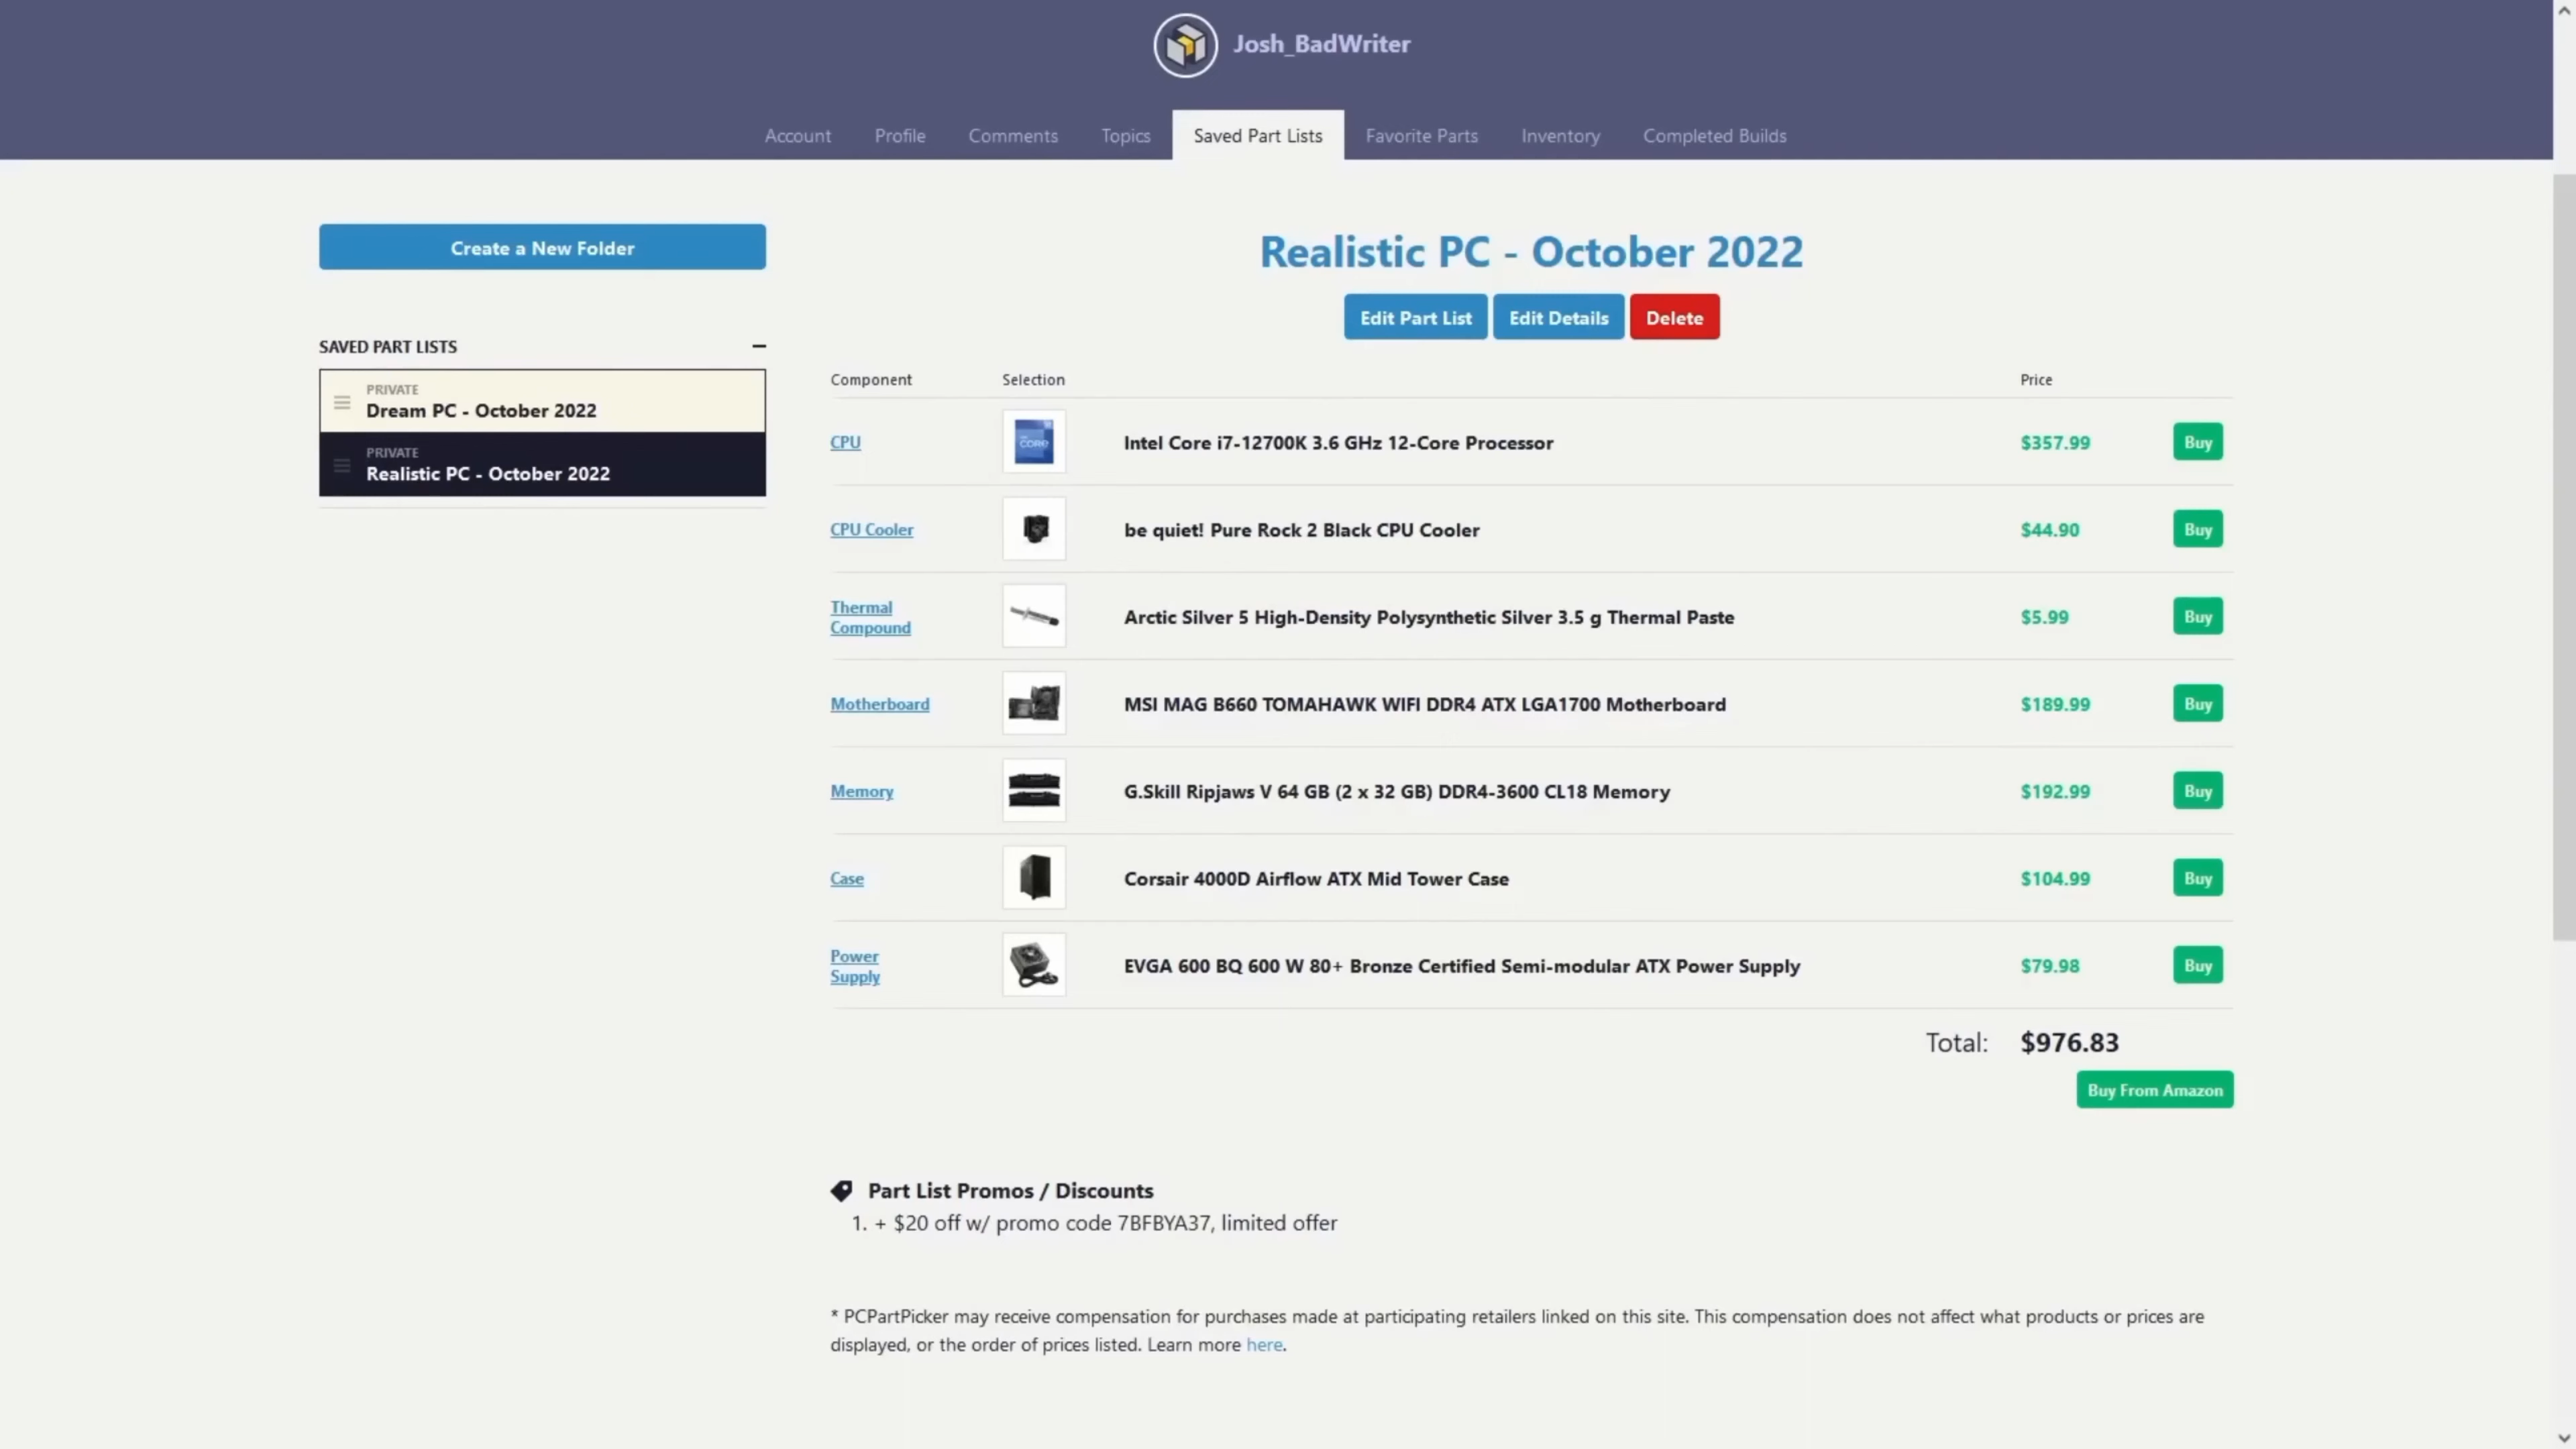 Josh_BadWriter
Account Profile Comments Topics Saved Part Lists Favorite Parts Inventory Completed Builds
Create a New Folder
SAVED PART LISTS
PRIVATE
Dream PC - October 2022
PRIVATE
Realistic PC - October 2022
Realistic PC - October 2022
Edit Part List Edit Details Delete
Component Selection Price
CPU CORE Intel Core i7-12700K 3.6 GHz 12-Core Processor $357.99 Buy
CPU Cooler be quiet! Pure Rock 2 Black CPU Cooler $44.90 Buy
Thermal
Compound Arctic Silver 5 High-Density Polysynthetic Silver 3.5 g Thermal Paste $5.99 Buy
Motherboard MSI MAG B660 TOMAHAWK WIFI DDR4 ATX LGA1700 Motherboard $189.99 Buy
Memory G.Skill Ripjaws V 64 GB (2 x 32 GB) DDR4-3600 CL18 Memory $192.99 Buy
Case Corsair 4000D Airflow ATX Mid Tower Case $104.99 Buy
Power
Supply EVGA 600 BQ 600 W 80+ Bronze Certified Semi-modular ATX Power Supply $79.98 Buy
Total: $976.83
Buy From Amazon
Part List Promos / Discounts
1. + $20 off w/ promo code 7BFBYA37, limited offer
* PCPartPicker may receive compensation for purchases made at participating retailers linked on this site. This compensation does not affect what products or prices are
displayed, or the order of prices listed. Learn more here.